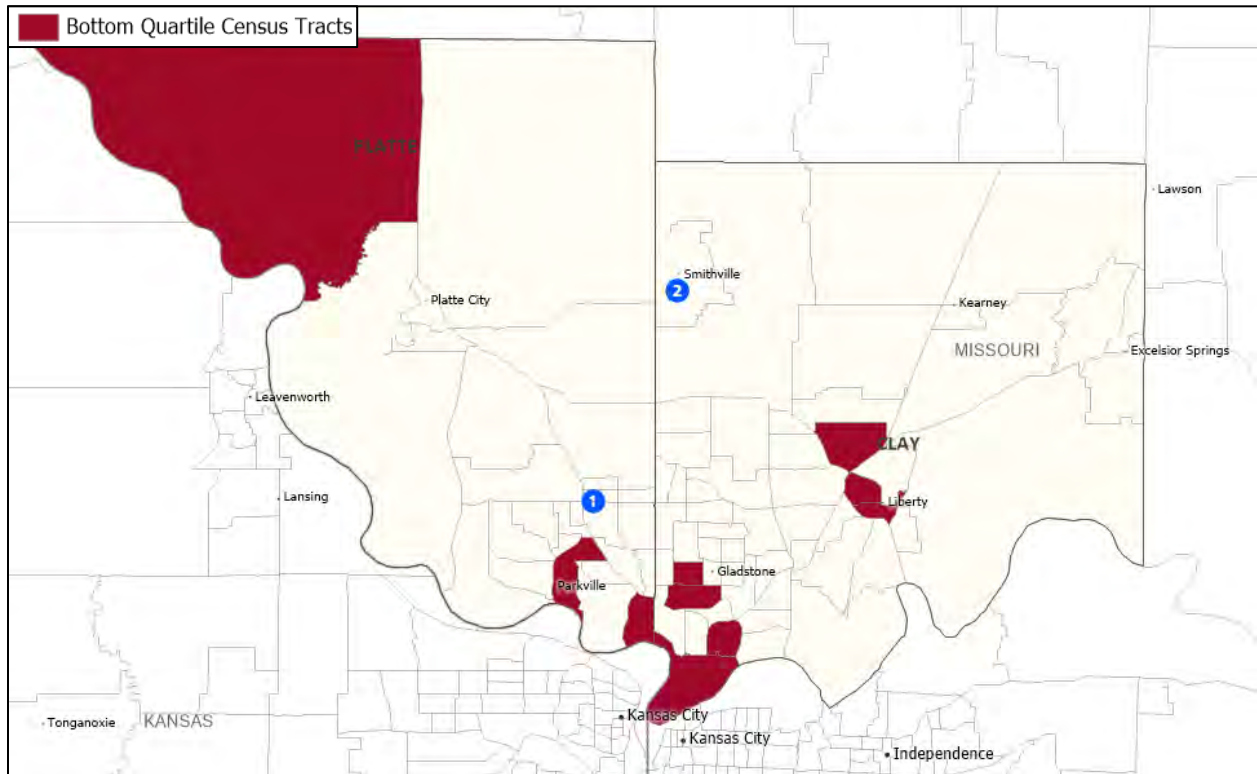 Bottom Quartile Census Tracts
PLATTE
Lawson
Smithville
2
Platte City
Kearney
MISSOURI
Excelsior Springs
Leavenworth
CLAY
Lansing
1
Liberty
Gladstone
Parkville
Tonganoxie
KANSAS
Kansas City
Kansas City
Independence